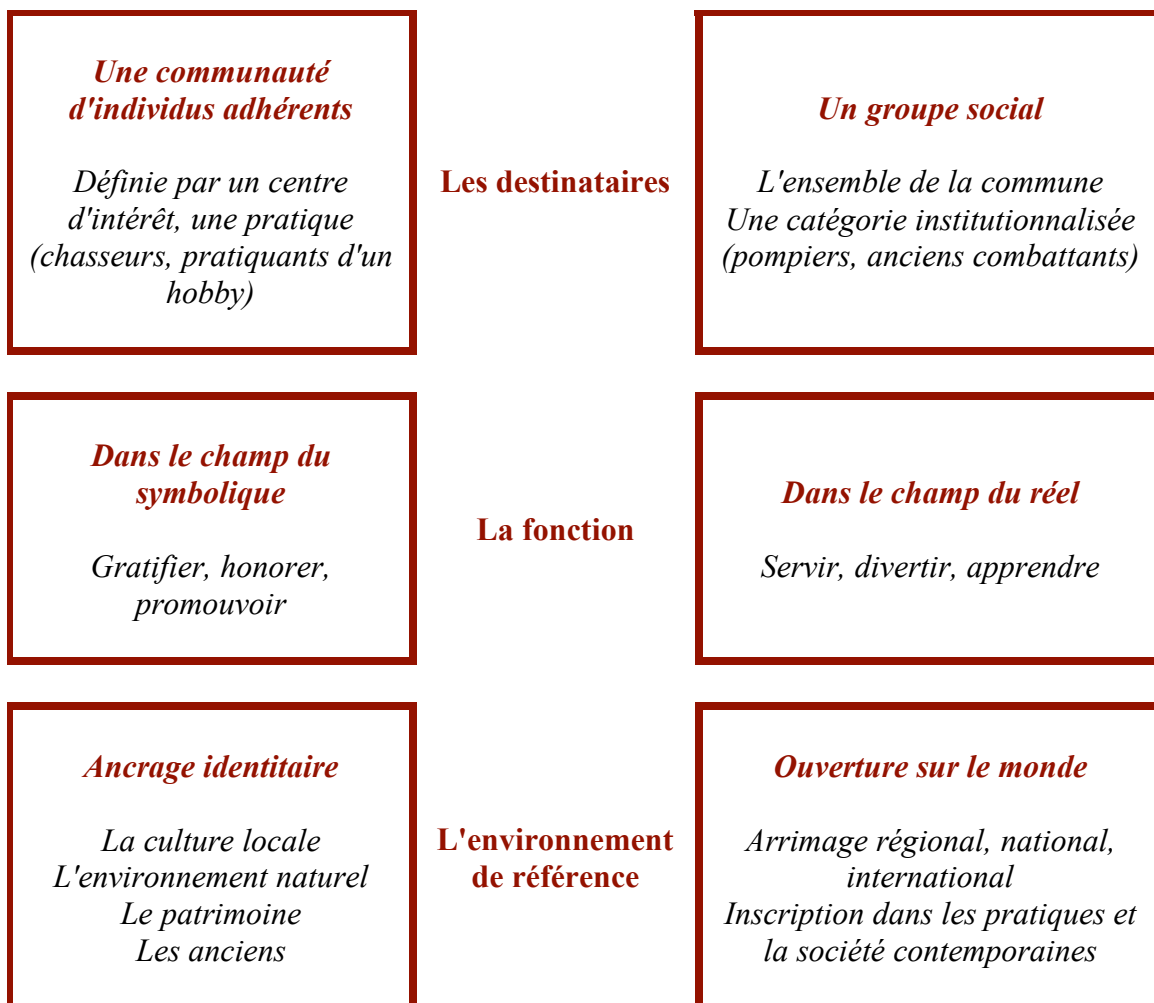 Une communauté
d'individus adhérents
Définie par un centre
d'intérêt, une pratique
(chasseurs, pratiquants d'un
hobby)
Les destinataires
Un groupe social
L'ensemble de la commune
Une catégorie institutionnalisée
(pompiers, anciens combattants)
Dans le champ du
symbolique
Gratifier, honorer,
promouvoir
La fonction
Dans le champ du réel
Servir, divertir, apprendre
Ancrage identitaire
La culture locale
L'environnement naturel
Le patrimoine
Les anciens
L'environnement
de référence
Ouverture sur le monde
Arrimage régional, national,
international
Inscription dans les pratiques et
la société contemporaines